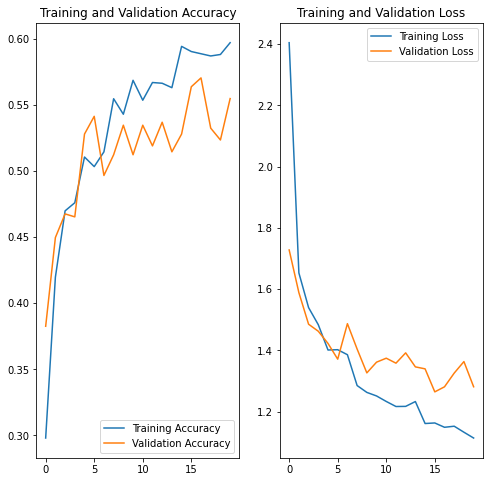 Training and Validation Accuracy
0.60
0.55
0.50
0.45
0.40
0.35
0.30
0 5 10 15
Training Accuracy
Validation Accuracy
Training and Validation Loss
2.4
2.2
2.0
1.8
1.6
1.4
1.2
0 5 10 15
Training Loss
Validation Loss